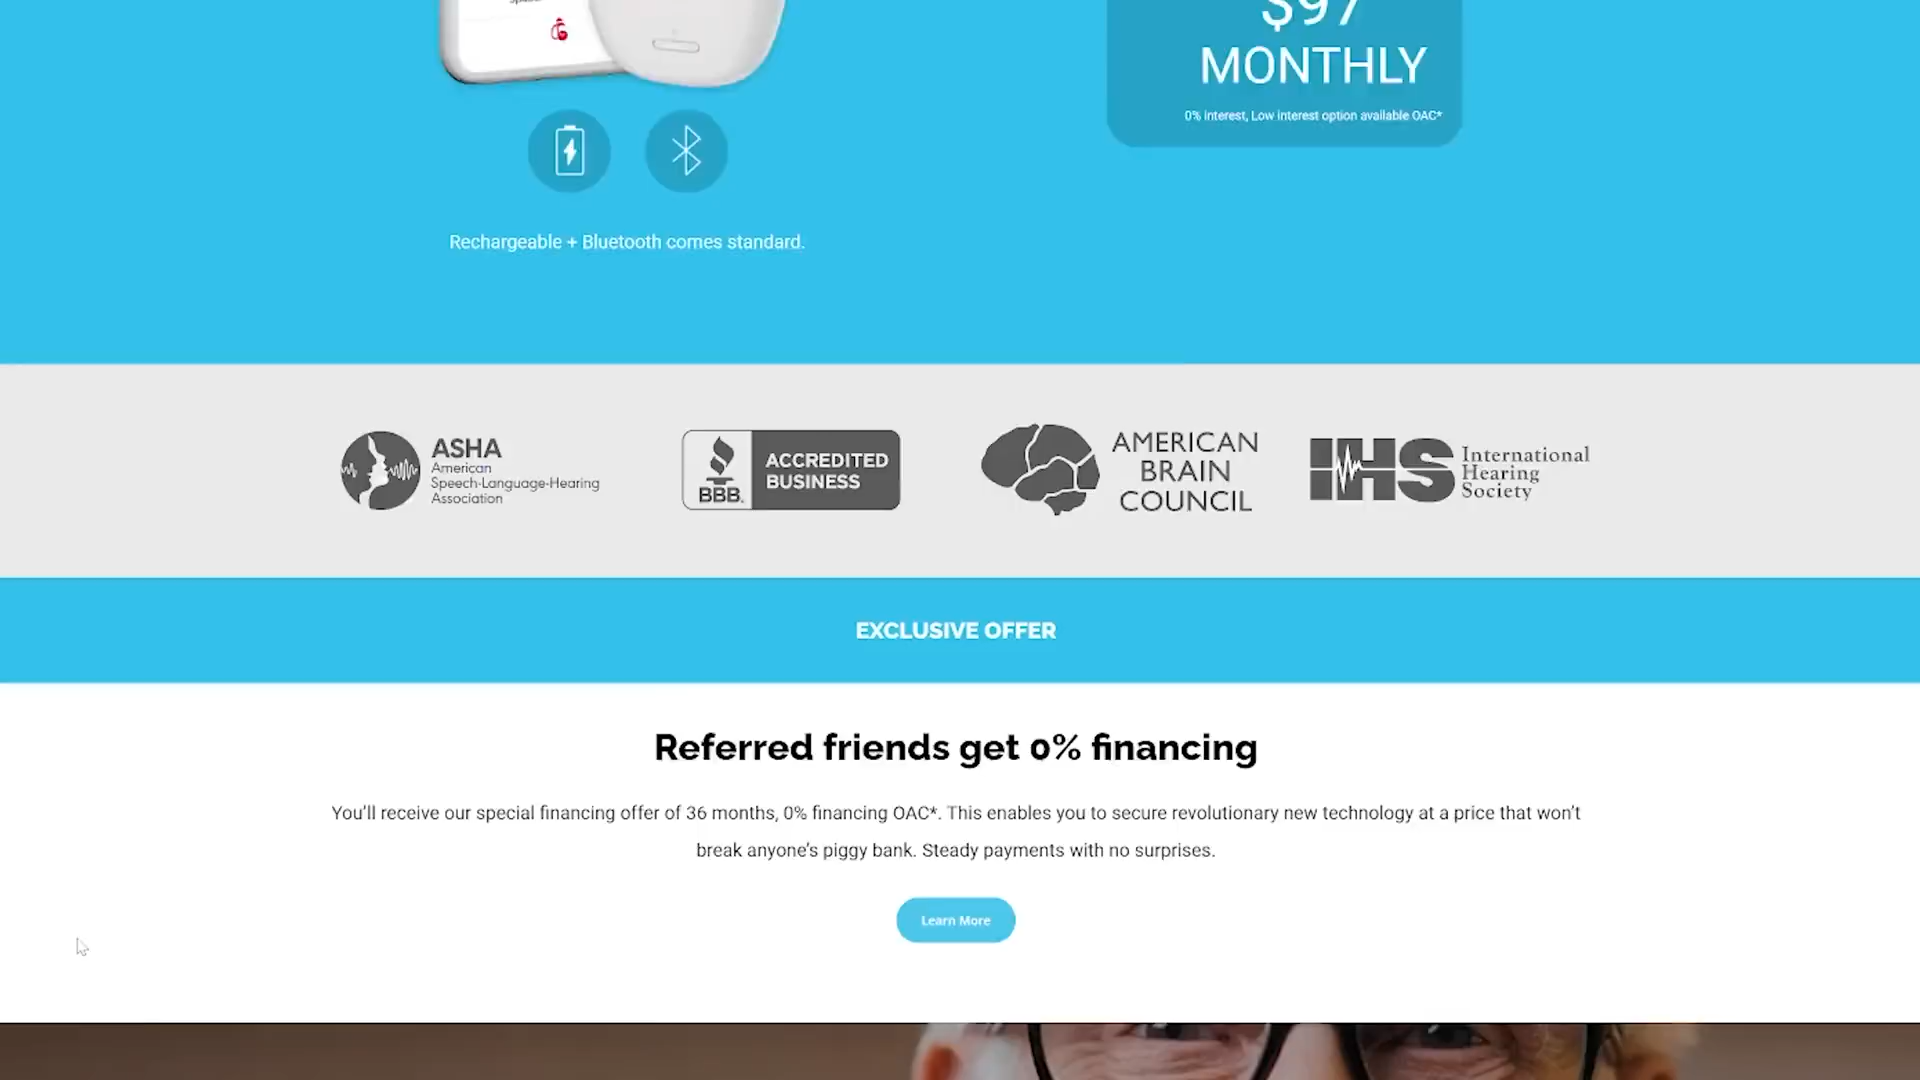 $97
MONTHLY
0% interest, Low interest option available OAC*
Rechargeable + Bluetooth comes standard.
ASHA
American
Speech-Language-Hearing
Association
BBB.
ACCREDITED
BUSINESS
AMERICAN
BRAIN
COUNCIL
IHS
International
Hearing
Society
EXCLUSIVE OFFER
Referred friends get 0% financing
You’ll receive our special financing offer of 36 months, 0% financing OAC*. This enables you to secure revolutionary new technology at a price that won’t
break anyone’s piggy bank. Steady payments with no surprises.
Learn More